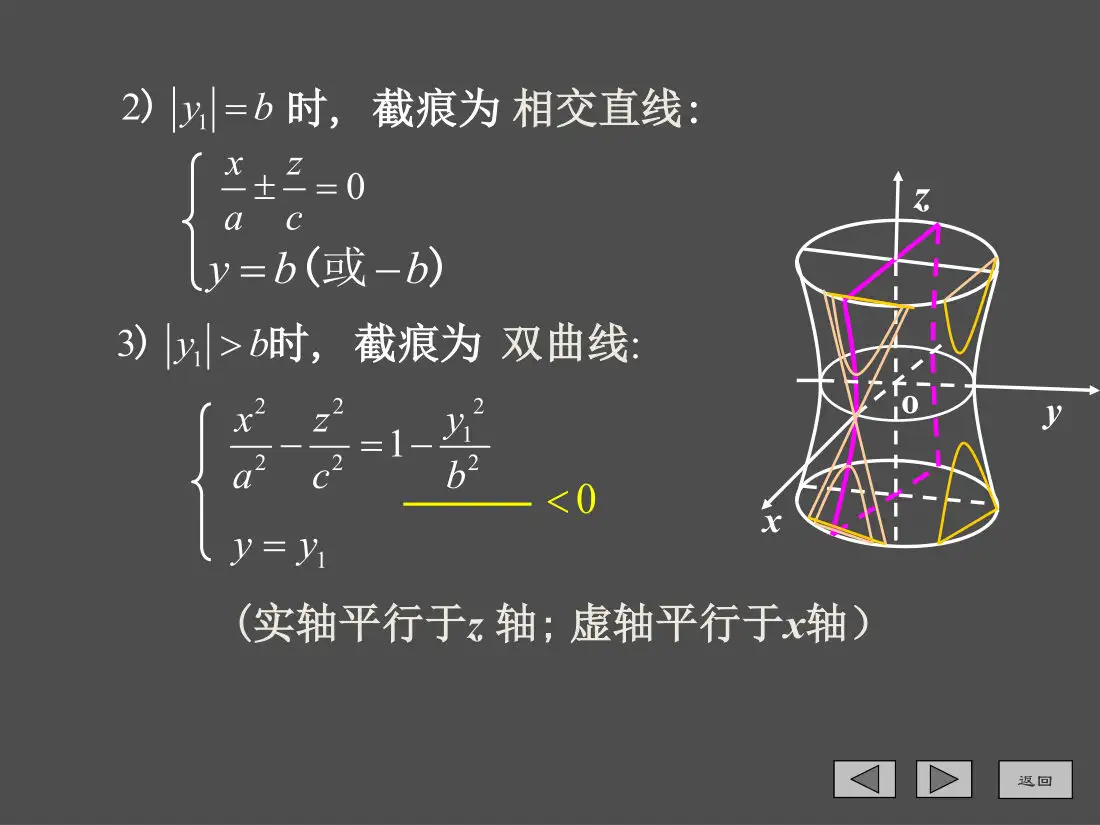 2) |y₁| = b 时, 截痕为 相交直线:
x/a ± z/c = 0
y = b (或 − b)
3) |y₁| > b 时, 截痕为 双曲线:
x²/a² − z²/c² = 1 − y₁²/b²
< 0
y = y₁
(实轴平行于z 轴; 虚轴平行于x轴)
z
o
y
x
返回